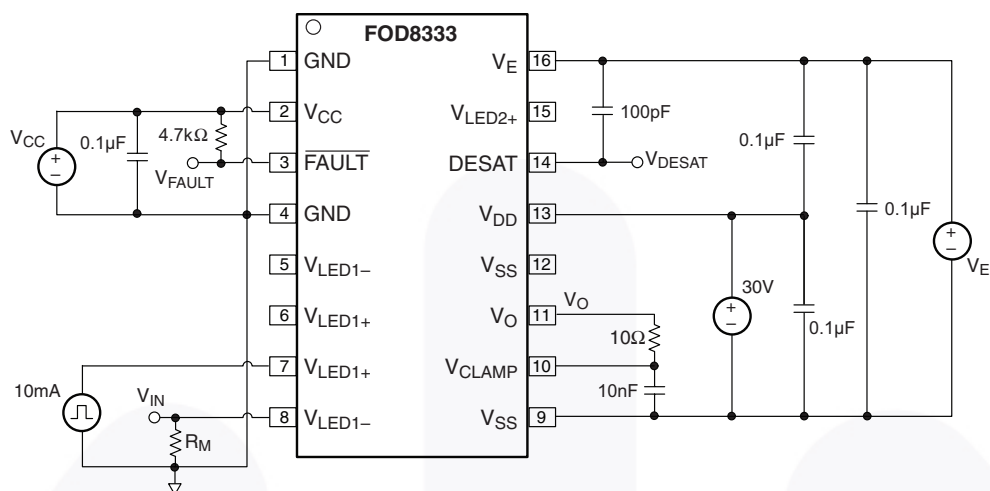 FOD8333
1 GND
2 VCC
3 FAULT
4 GND
5 VLED1–
6 VLED1+
7 VLED1+
8 VLED1–
VE 16
VLED2+ 15
DESAT 14
VDD 13
VSS 12
VO 11
VCLAMP 10
VSS 9
VCC
+
–
0.1µF
4.7kΩ
VFAULT
10mA
VIN
RM
100pF
VDESAT
0.1µF
0.1µF
30V
+
–
0.1µF
+
–
VE
VO
10Ω
10nF